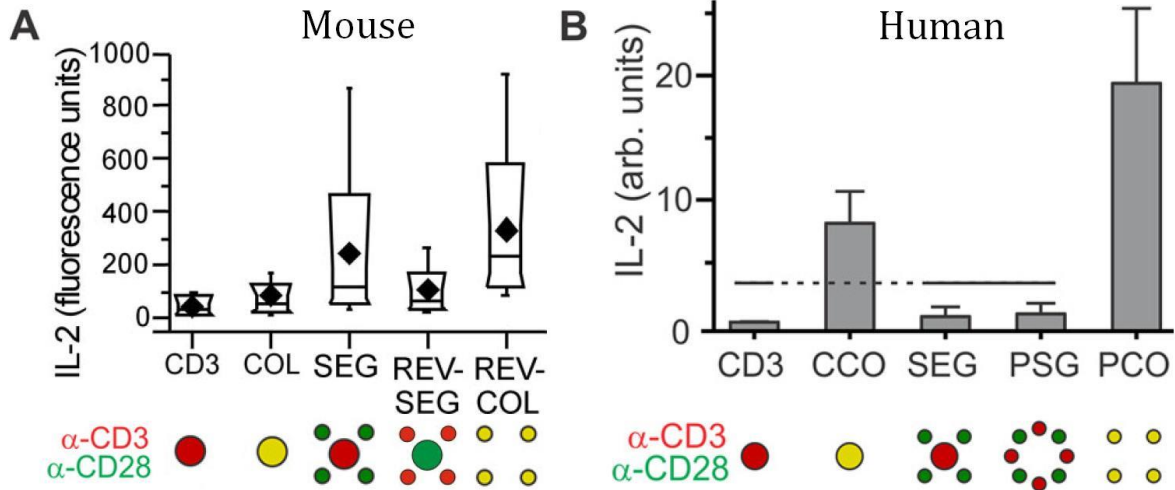 A
Mouse
IL-2 (fluorescence units)
1000
800
600
400
200
0
CD3
COL
SEG
REV-
SEG
REV-
COL
α-CD3
α-CD28
B
Human
IL-2 (arb. units)
20
10
0
CD3
CCO
SEG
PSG
PCO
α-CD3
α-CD28